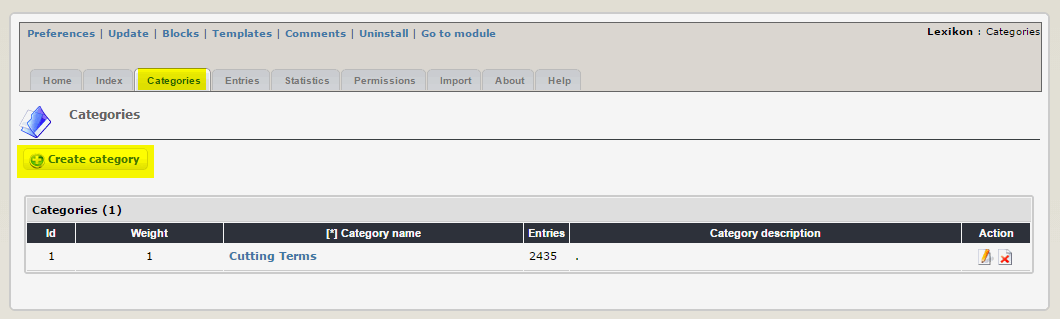 Preferences | Update | Blocks | Templates | Comments | Uninstall | Go to module
Lexikon : Categories
Home Index Categories Entries Statistics Permissions Import About Help
Categories
Create category
Categories (1)
Id Weight [*] Category name Entries Category description Action
1 1 Cutting Terms 2435 .